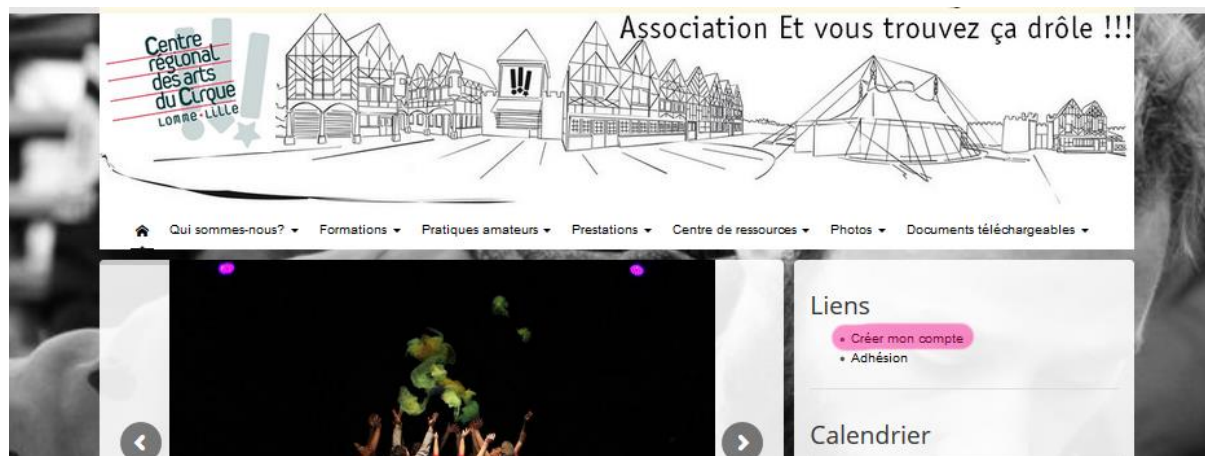 Association Et vous trouvez ça drôle !!!
Centre
régional
des arts
du Cirque
LOMME-LILLE
!!!
Qui sommes-nous?
Formations
Pratiques amateurs
Prestations
Centre de ressources
Photos
Documents téléchargeables
Liens
Créer mon compte
Adhésion
Calendrier